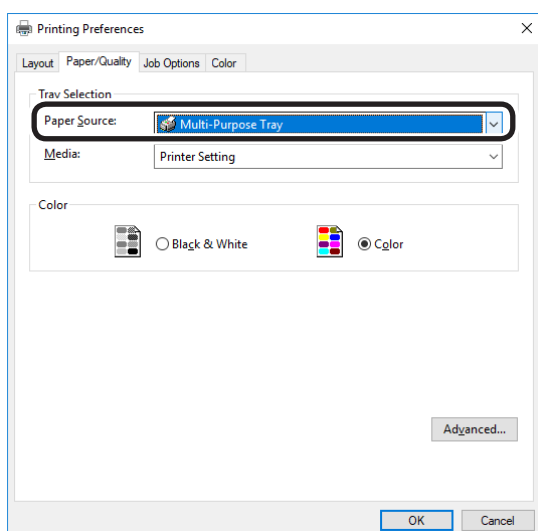 Printing Preferences
Layout Paper/Quality Job Options Color
Tray Selection
Paper Source: Multi-Purpose Tray
Media: Printer Setting
Color
Black & White Color
Advanced...
OK Cancel